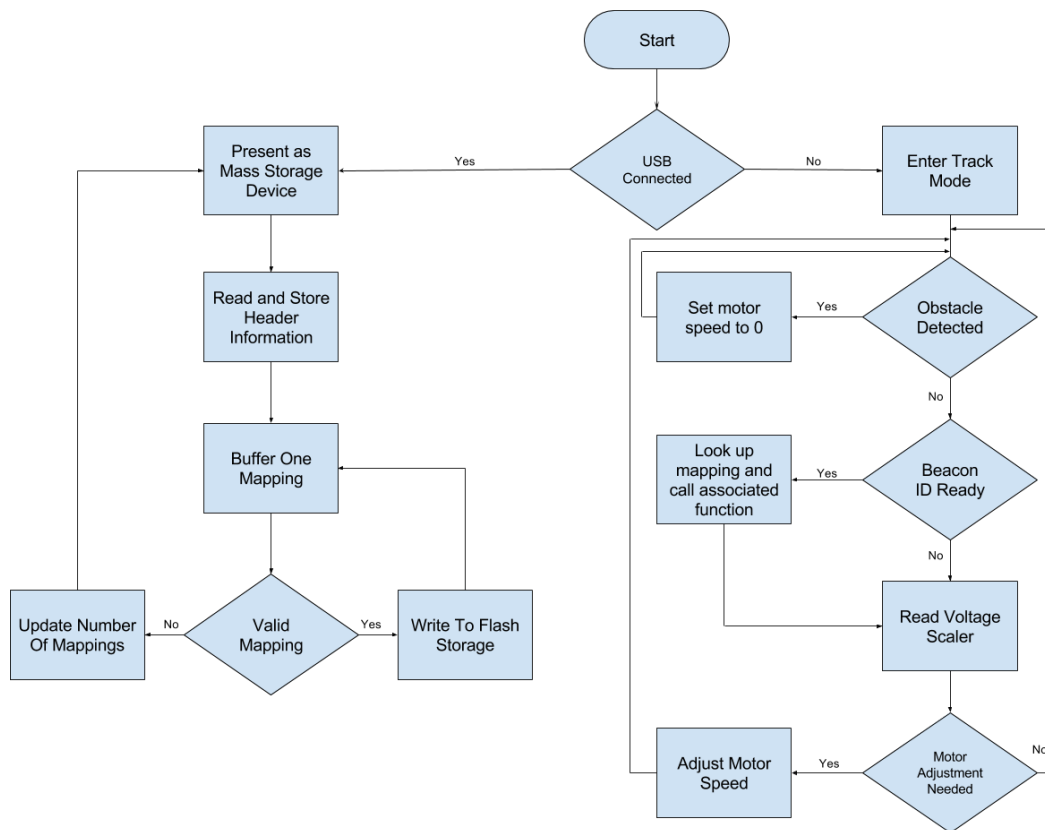 Start
USB
Connected
Yes
No
Present as
Mass Storage
Device
Enter Track
Mode
Read and Store
Header
Information
Set motor
speed to 0
Yes
Obstacle
Detected
No
Buffer One
Mapping
Look up
mapping and
call associated
function
Yes
Beacon
ID Ready
No
Update Number
Of Mappings
No
Valid
Mapping
Yes
Write To Flash
Storage
Read Voltage
Scaler
Adjust Motor
Speed
Yes
Motor
Adjustment
Needed
No